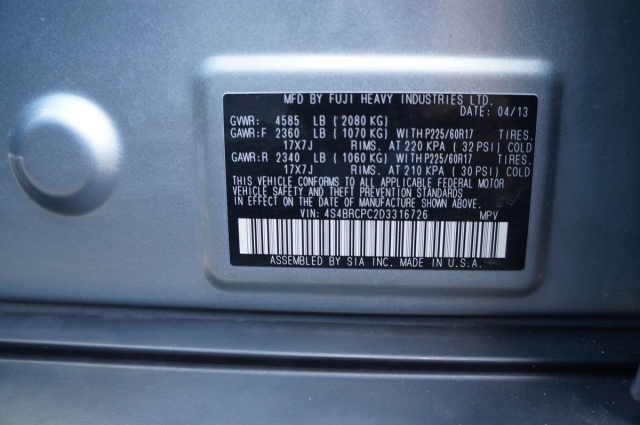 MFD BY FUJI HEAVY INDUSTRIES LTD.
DATE: 04/13
GVWR: 4585 LB (2080 KG)
GAWR:F 2360 LB (1070 KG) WITH P225/60R17 TIRES.
17X7J RIMS. AT 220 KPA (32 PSI) COLD
GAWR:R 2340 LB (1060 KG) WITH P225/60R17 TIRES.
17X7J RIMS. AT 210 KPA (30 PSI) COLD
THIS VEHICLE CONFORMS TO ALL APPLICABLE FEDERAL MOTOR
VEHICLE SAFETY AND THEFT PREVENTION STANDARDS
IN EFFECT ON THE DATE OF MANUFACTURE SHOWN ABOVE.
VIN: 4S4BRCPC2D3316726 MPV
ASSEMBLED BY SIA INC. MADE IN U.S.A.